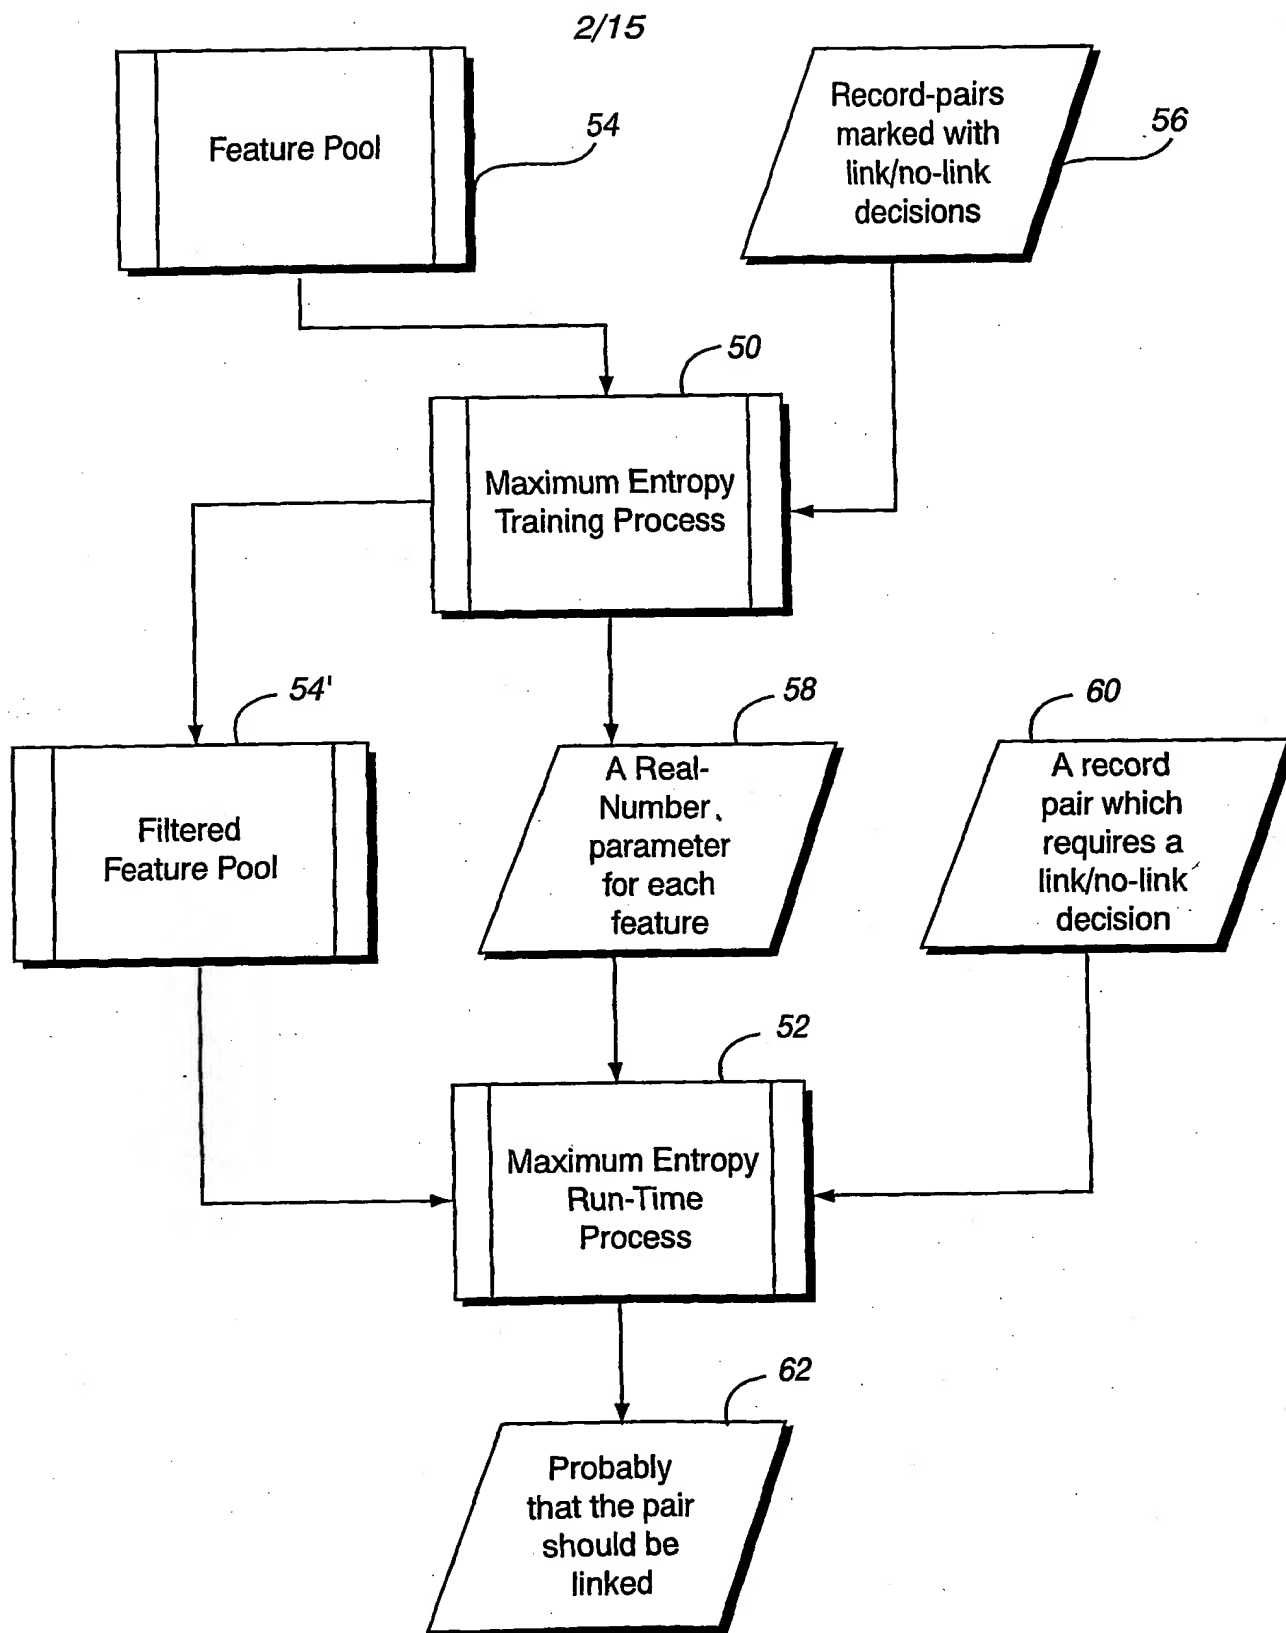 2/15
Feature Pool
54
Record-pairs
marked with
link/no-link
decisions
56
50
Maximum Entropy
Training Process
54'
Filtered
Feature Pool
58
A Real-
Number
parameter
for each
feature
60
A record
pair which
requires a
link/no-link
decision
52
Maximum Entropy
Run-Time
Process
62
Probably
that the pair
should be
linked